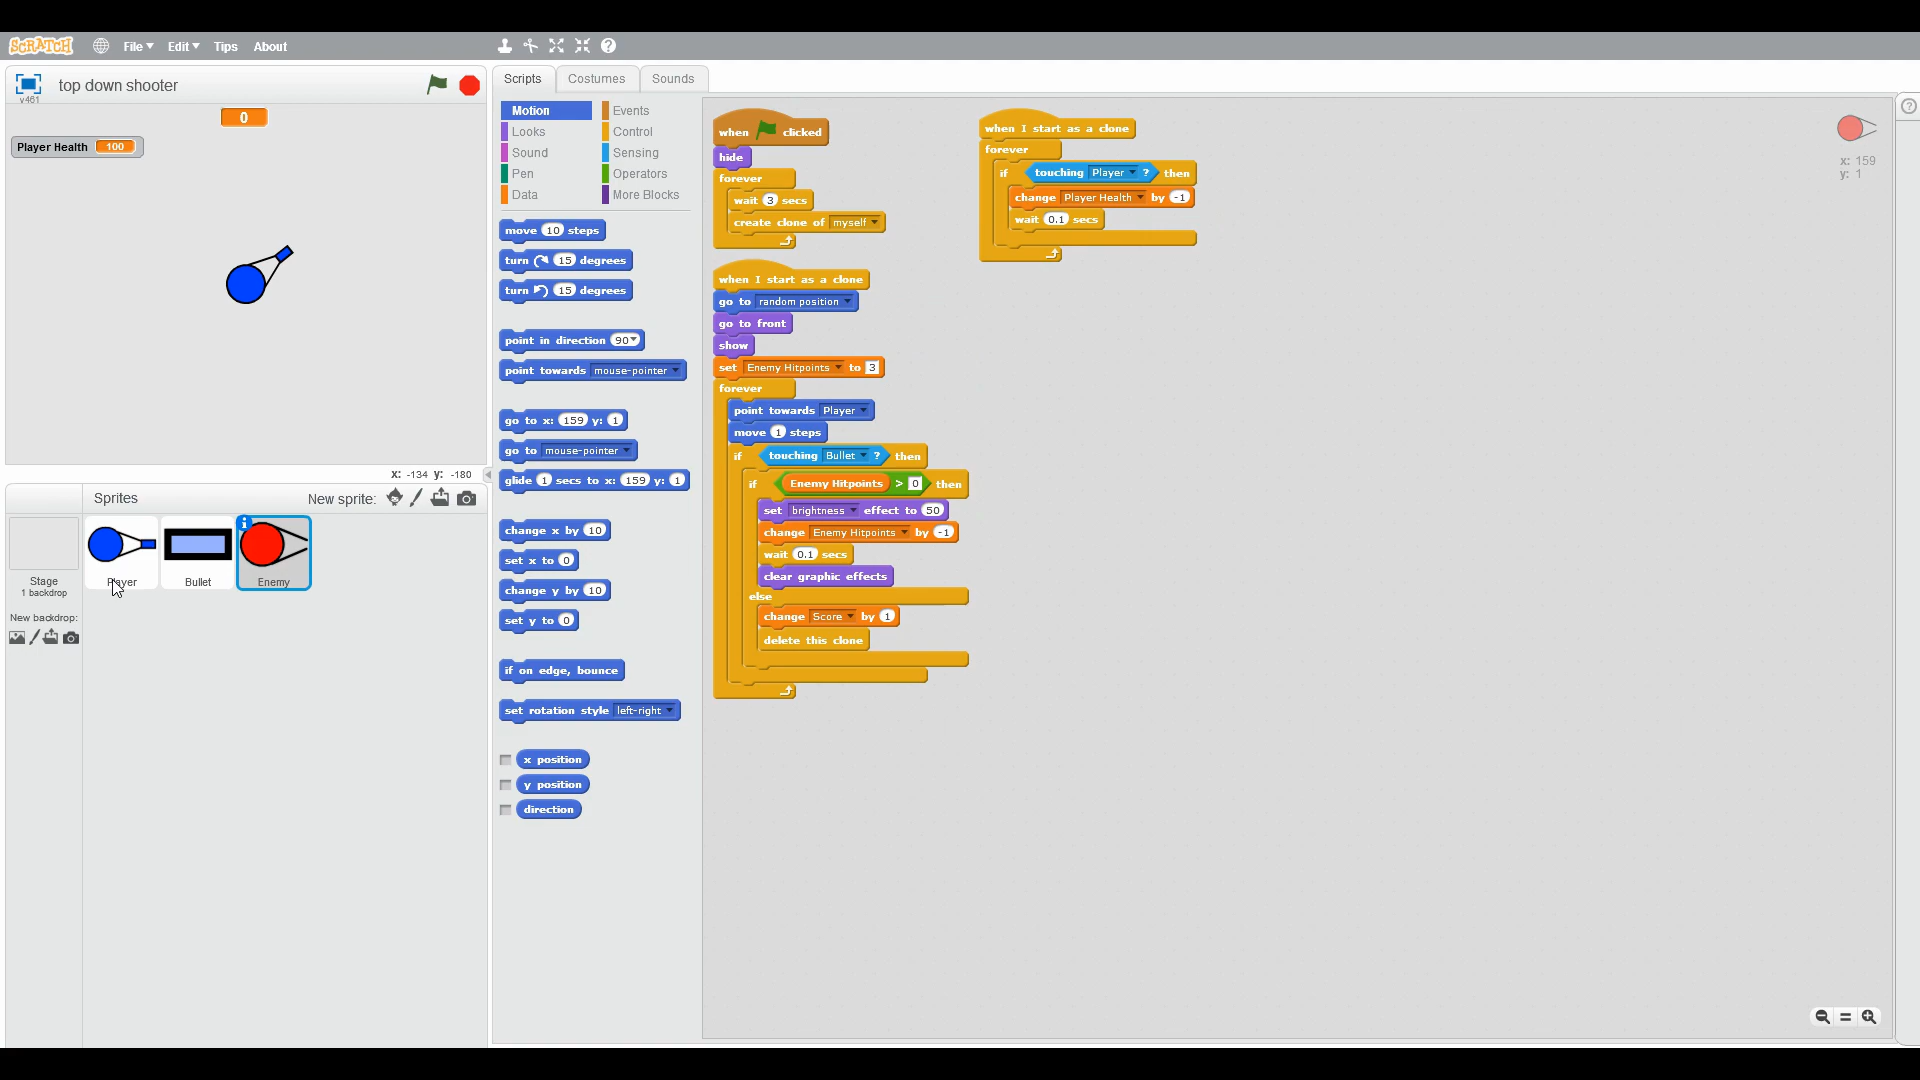 SCRATCH File Edit Tips About
v461 top down shooter
0
Player Health 100
x: -134 y: -180
Sprites New sprite:
Stage
1 backdrop
New backdrop:
Player Bullet Enemy
Scripts Costumes Sounds
Motion Events
Looks Control
Sound Sensing
Pen Operators
Data More Blocks
move 10 steps
turn 15 degrees
turn 15 degrees
point in direction 90
point towards mouse-pointer
go to x: 159 y: 1
go to mouse-pointer
glide 1 secs to x: 159 y: 1
change x by 10
set x to 0
change y by 10
set y to 0
if on edge, bounce
set rotation style left-right
x position
y position
direction
when clicked
hide
forever
wait 3 secs
create clone of myself
when I start as a clone
go to random position
go to front
show
set Enemy Hitpoints to 3
forever
point towards Player
move 1 steps
if touching Bullet ? then
if Enemy Hitpoints > 0 then
set brightness effect to 50
change Enemy Hitpoints by -1
wait 0.1 secs
clear graphic effects
else
change Score by 1
delete this clone
when I start as a clone
forever
if touching Player ? then
change Player Health by -1
wait 0.1 secs
x: 159
y: 1